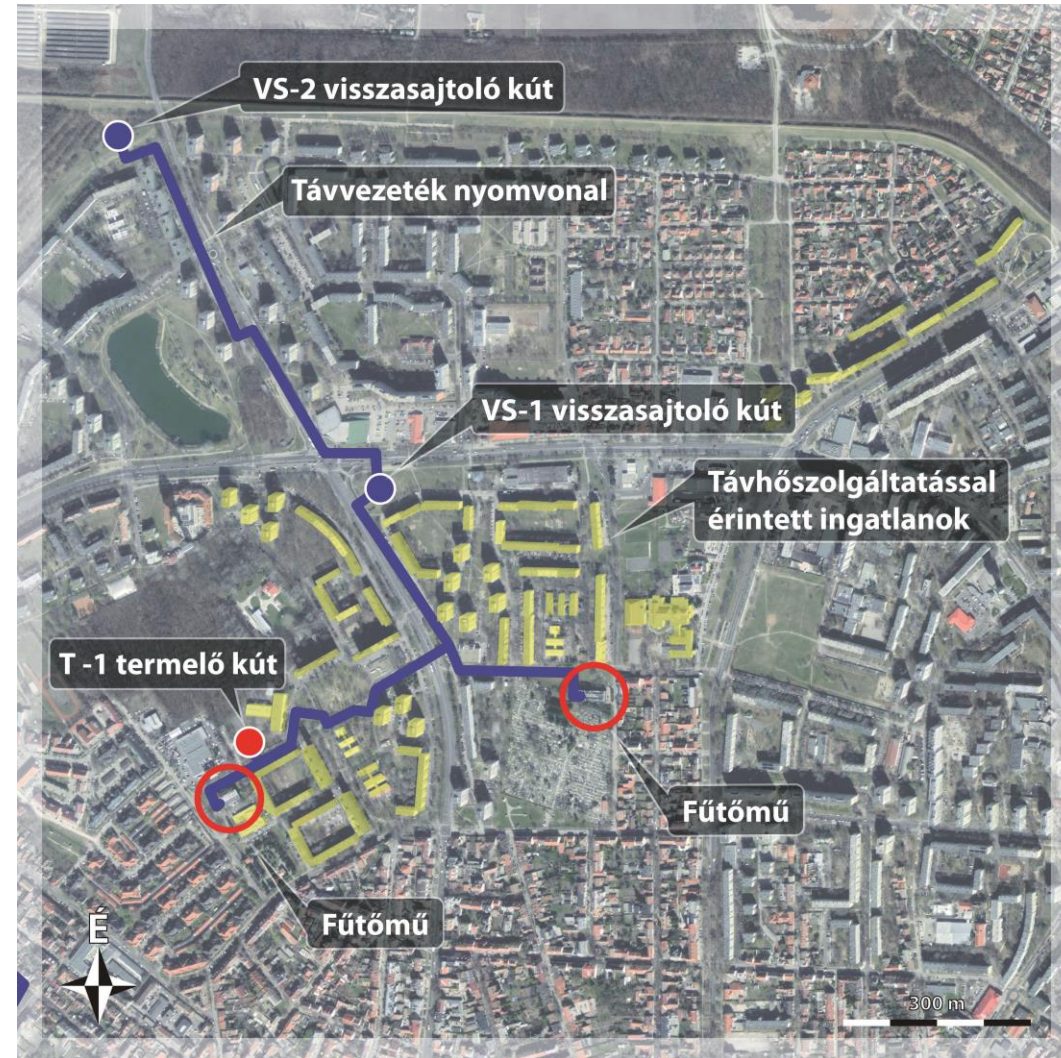 VS-2 visszasajtoló kút
Távvezeték nyomvonal
VS-1 visszasajtoló kút
Távhőszolgáltatással
érintett ingatlanok
T -1 termelő kút
Fűtőmű
Fűtőmű
É
300 m